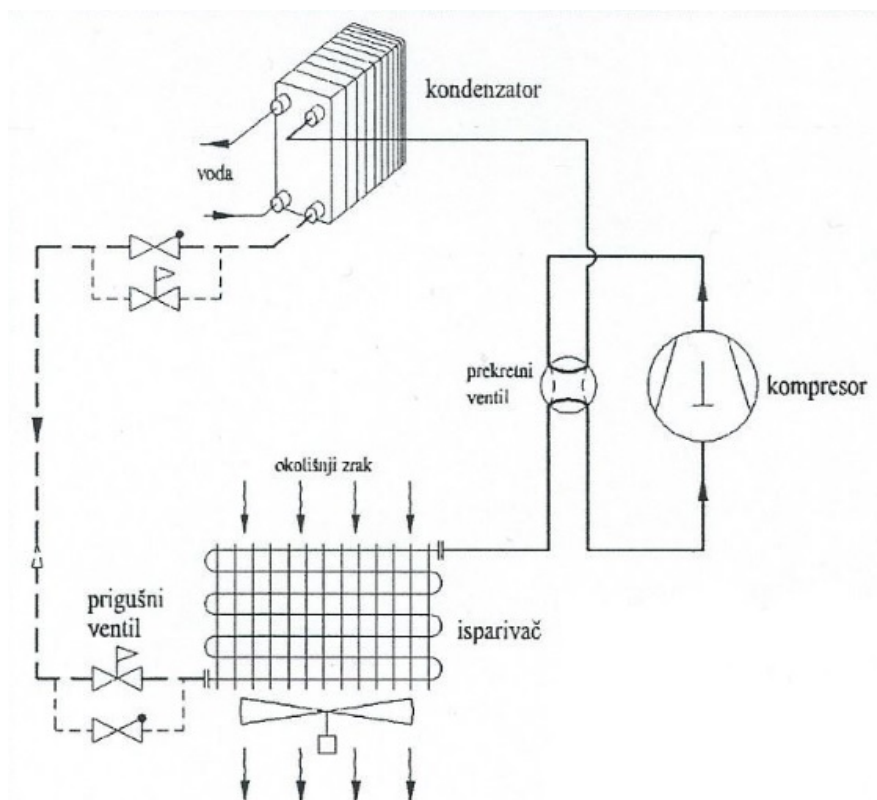 kondenzator
voda
prekretni
ventil
kompresor
okolišnji zrak
prigušni
ventil
isparivač